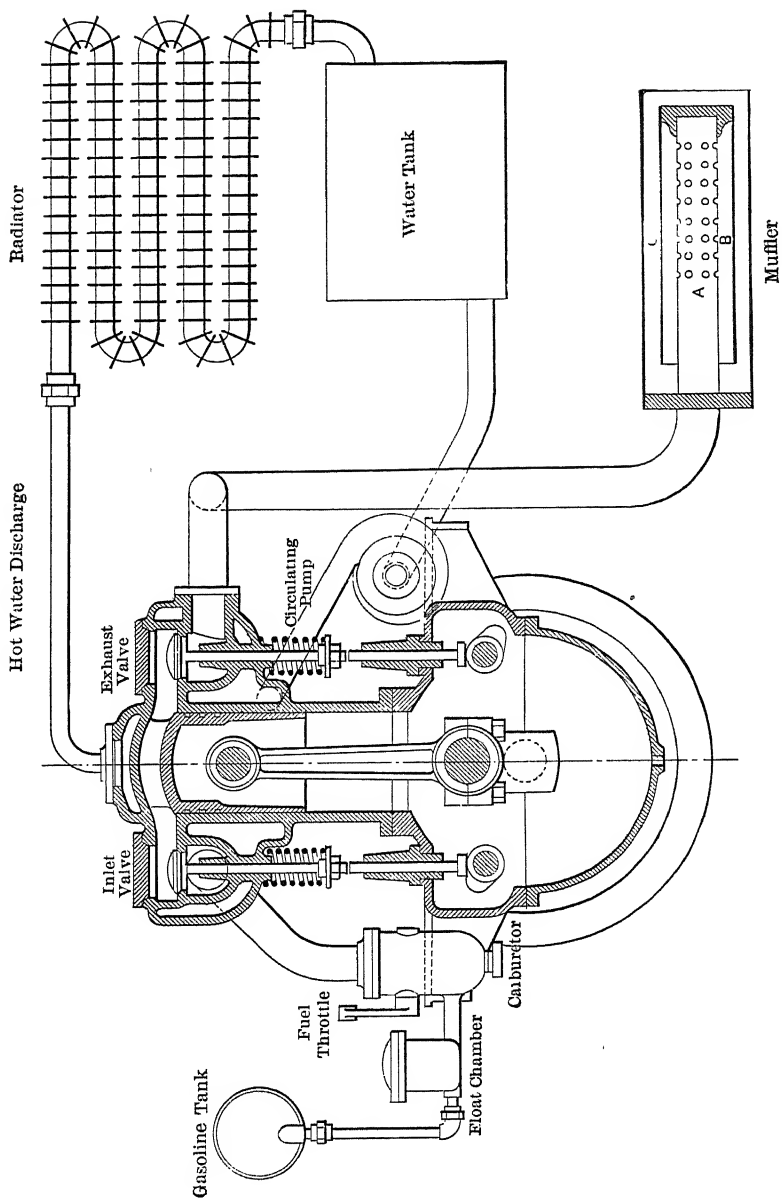 Radiator
Hot Water Discharge
Water Tank
Muffler
A
B
Circulating
Pump
Exhaust
Valve
Inlet
Valve
Fuel
Throttle
Carburetor
Float Chamber
Gasoline Tank